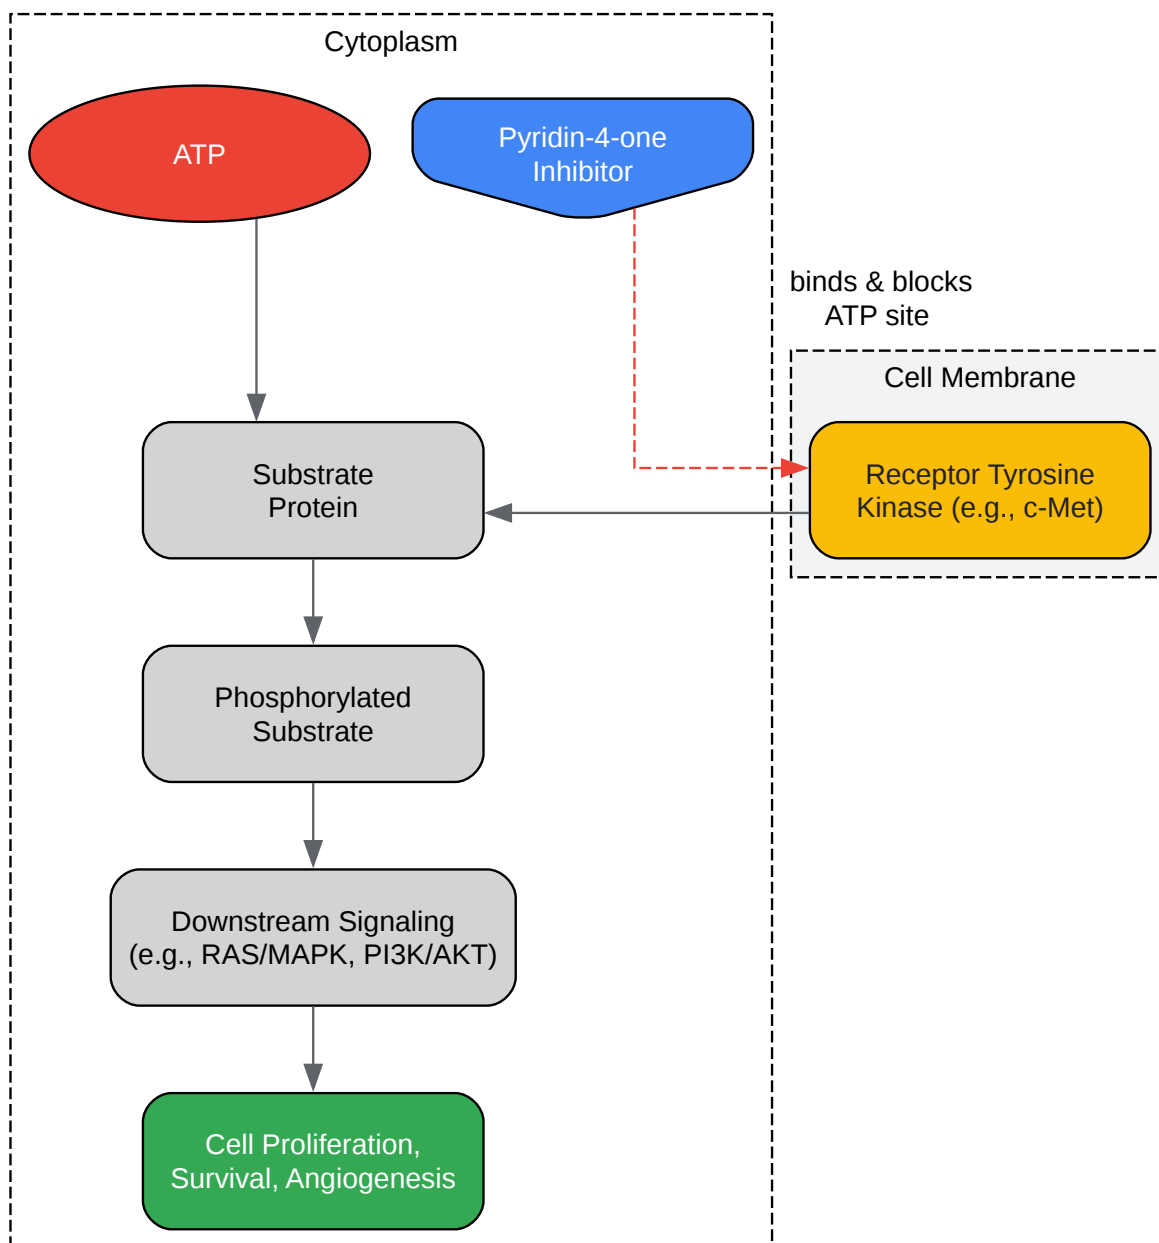 Cytoplasm
ATP
Pyridin-4-one
Inhibitor
binds & blocks
ATP site
Cell Membrane
Receptor Tyrosine
Kinase (e.g., c-Met)
Substrate
Protein
Phosphorylated
Substrate
Downstream Signaling
(e.g., RAS/MAPK, PI3K/AKT)
Cell Proliferation,
Survival, Angiogenesis